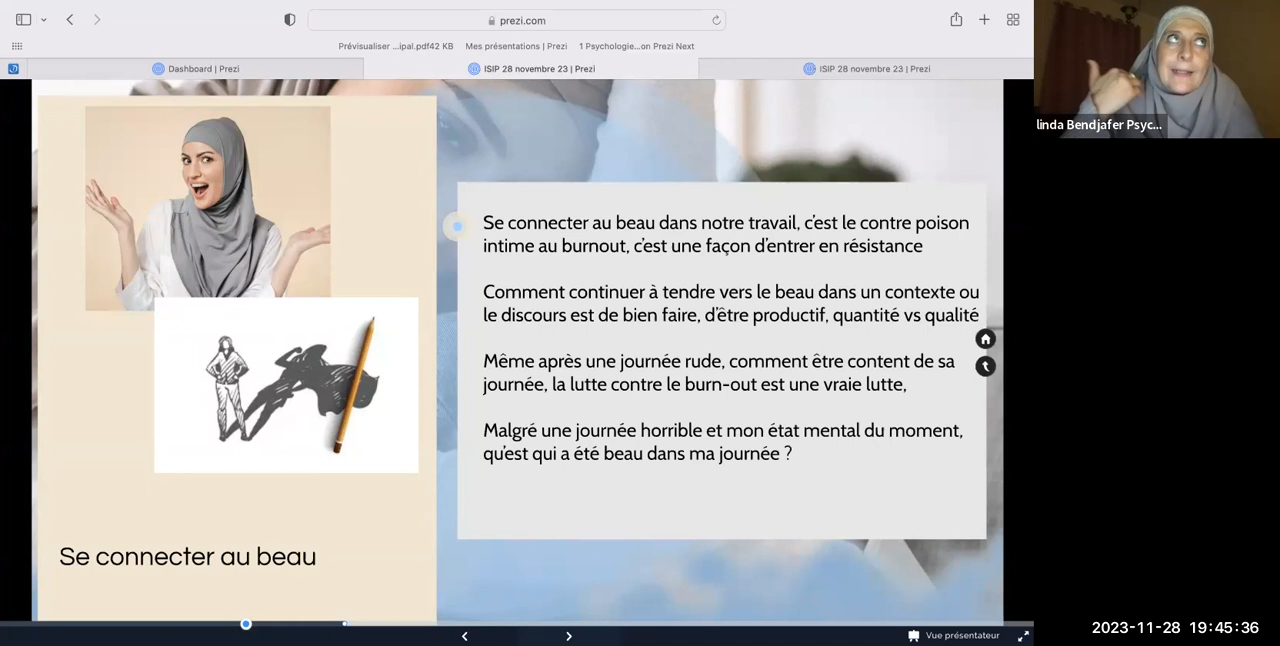 prezi.com
Prévisualiser ...ipal.pdf42 KB
Mes présentations | Prezi
1 Psychologie...on Prezi Next
Dashboard | Prezi
ISIP 28 novembre 23 | Prezi
ISIP 28 novembre 23 | Prezi
linda Bendjafer Psyc...
Se connecter au beau dans notre travail, c'est le contre poison
intime au burnout, c'est une façon d'entrer en résistance
Comment continuer à tendre vers le beau dans un contexte ou
le discours est de bien faire, d'être productif, quantité vs qualité
Même après une journée rude, comment être content de sa
journée, la lutte contre le burn-out est une vraie lutte,
Malgré une journée horrible et mon état mental du moment,
qu'est qui a été beau dans ma journée ?
Se connecter au beau
Vue présentateur
2023-11-28 19:45:36